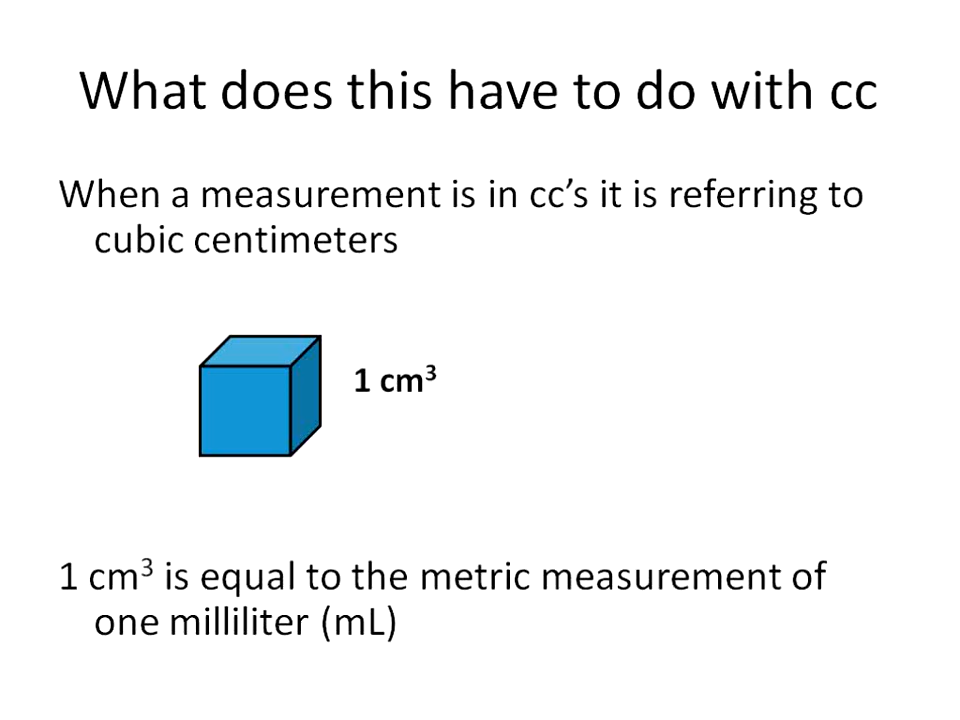 What does this have to do with cc
When a measurement is in cc’s it is referring to
cubic centimeters
1 cm³
1 cm³ is equal to the metric measurement of
one milliliter (mL)